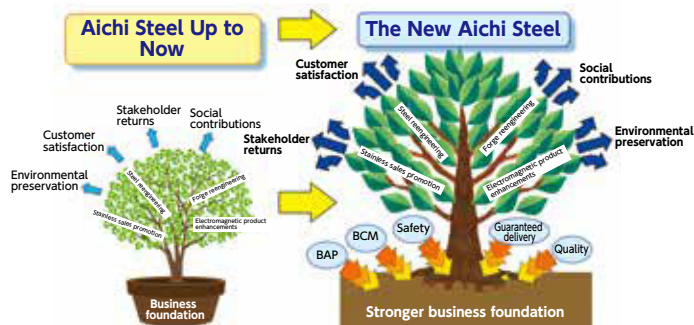 Aichi Steel Up to
Now
The New Aichi Steel
Stakeholder
returns
Social
contributions
Customer
satisfaction
Environmental
preservation
Steel reengineering
Forge reengineering
Stainless sales promotion
Electromagnetic product
enhancements
Business
foundation
Customer
satisfaction
Social
contributions
Stakeholder
returns
Environmental
preservation
Steel reengineering
Forge reengineering
Stainless sales promotion
Electromagnetic product
enhancements
BAP
BCM
Safety
Guaranteed
delivery
Quality
Stronger business foundation